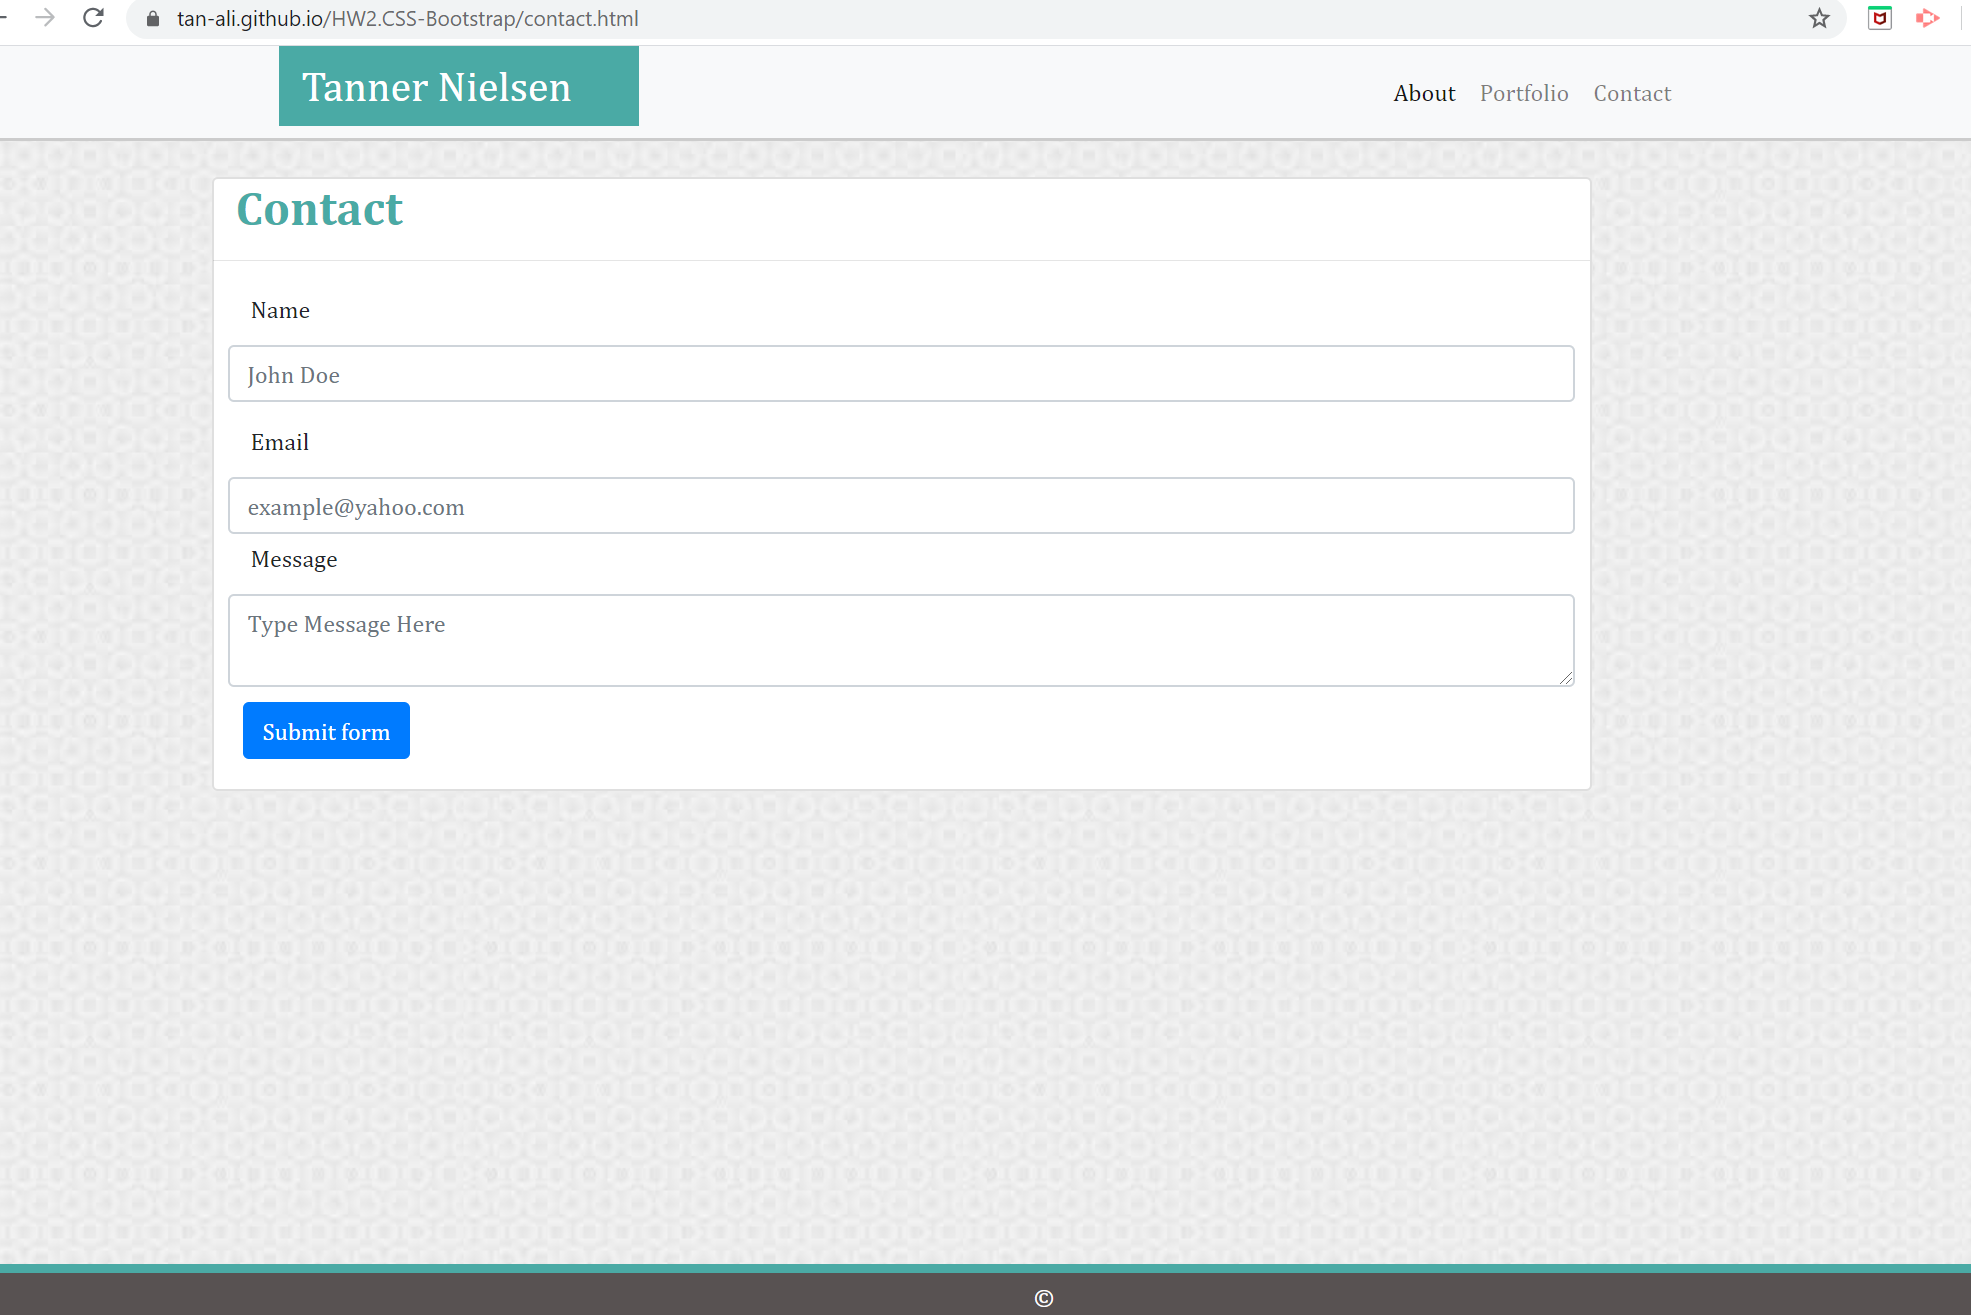 tan-ali.github.io/HW2.CSS-Bootstrap/contact.html
Tanner Nielsen
About Portfolio Contact
Contact
Name
John Doe
Email
example@yahoo.com
Message
Type Message Here
Submit form
©